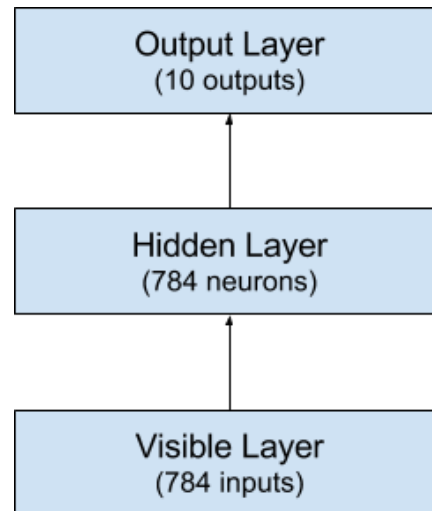 Output Layer
(10 outputs)
Hidden Layer
(784 neurons)
Visible Layer
(784 inputs)